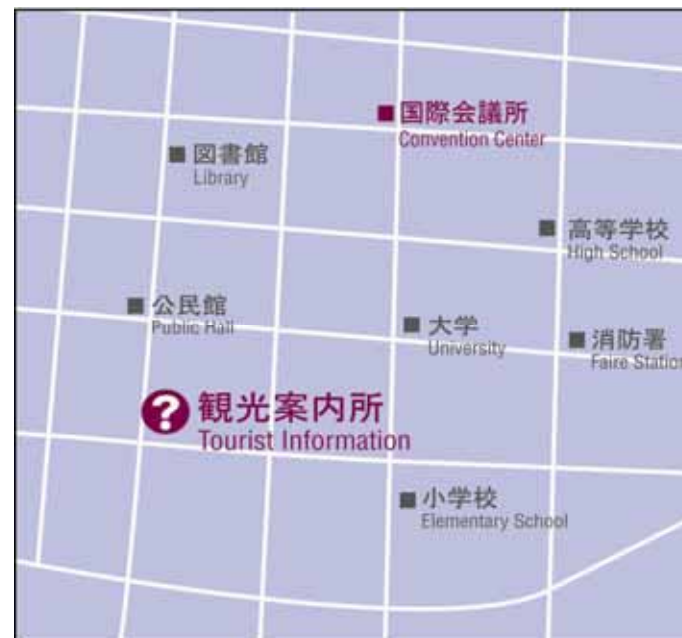 国際会議所
Convention Center
図書館
Library
高等学校
High School
公民館
Public Hall
大学
University
消防署
Faire Station
?
観光案内所
Tourist Information
小学校
Elementary School